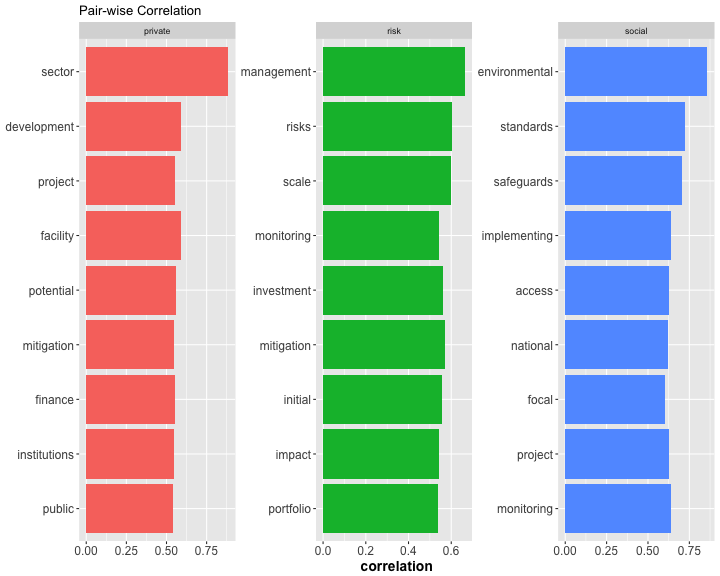 Pair-wise Correlation
private
sector
development
project
facility
potential
mitigation
finance
institutions
public
0.00 0.25 0.50 0.75
risk
management
risks
scale
monitoring
investment
mitigation
initial
impact
portfolio
0.0 0.2 0.4 0.6
social
environmental
standards
safeguards
implementing
access
national
focal
project
monitoring
0.00 0.25 0.50 0.75
correlation